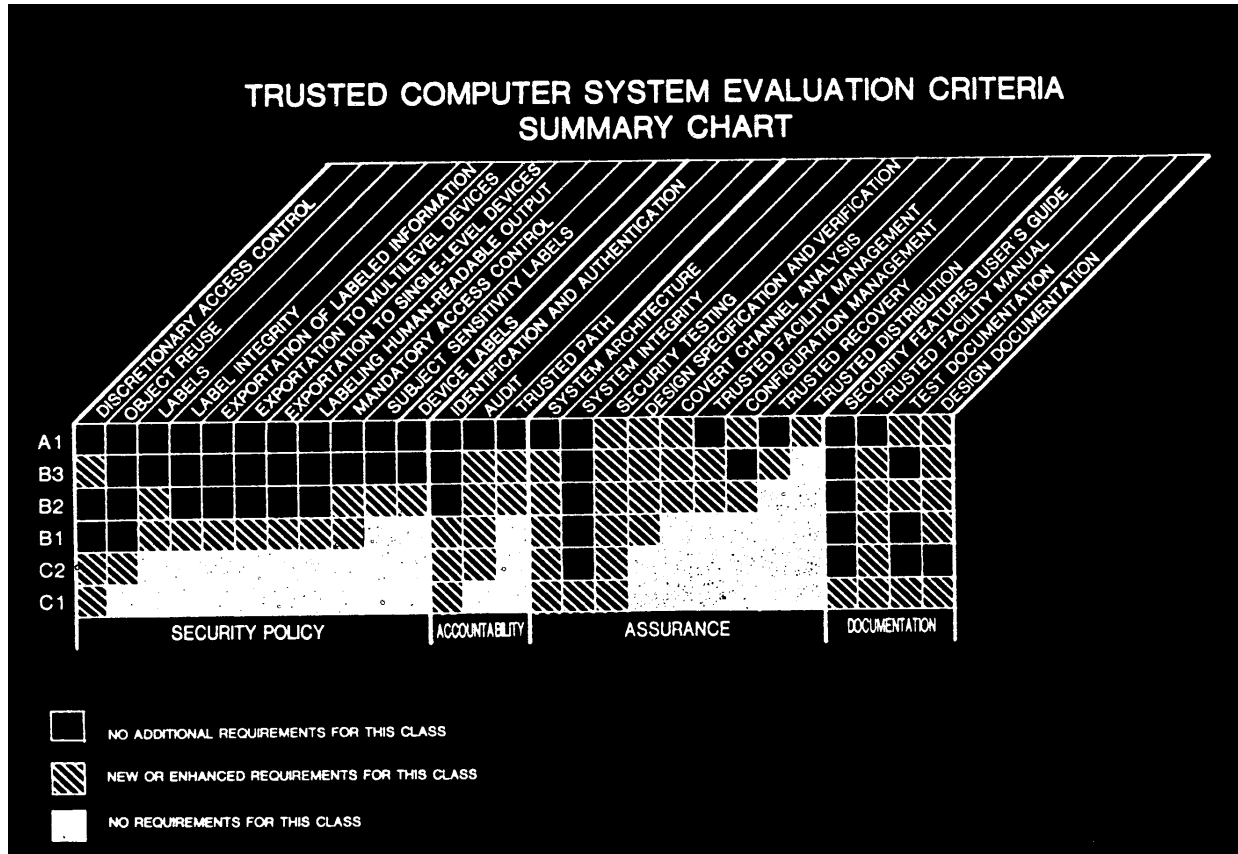 TRUSTED COMPUTER SYSTEM EVALUATION CRITERIA
SUMMARY CHART
DISCRETIONARY ACCESS CONTROL
OBJECT REUSE
LABELS
LABEL INTEGRITY
EXPORTATION OF LABELED INFORMATION
EXPORTATION TO MULTILEVEL DEVICES
EXPORTATION TO SINGLE-LEVEL DEVICES
LABELING HUMAN-READABLE OUTPUT
MANDATORY ACCESS CONTROL
SUBJECT SENSITIVITY LABELS
DEVICE LABELS
IDENTIFICATION AND AUTHENTICATION
AUDIT
TRUSTED PATH
SYSTEM ARCHITECTURE
SYSTEM INTEGRITY
SECURITY TESTING
DESIGN SPECIFICATION AND VERIFICATION
COVERT CHANNEL ANALYSIS
TRUSTED FACILITY MANAGEMENT
CONFIGURATION MANAGEMENT
TRUSTED RECOVERY
TRUSTED DISTRIBUTION
SECURITY FEATURES USER'S GUIDE
TRUSTED FACILITY MANUAL
TEST DOCUMENTATION
DESIGN DOCUMENTATION
A1
B3
B2
B1
C2
C1
SECURITY POLICY
ACCOUNTABILITY
ASSURANCE
DOCUMENTATION
NO ADDITIONAL REQUIREMENTS FOR THIS CLASS
NEW OR ENHANCED REQUIREMENTS FOR THIS CLASS
NO REQUIREMENTS FOR THIS CLASS